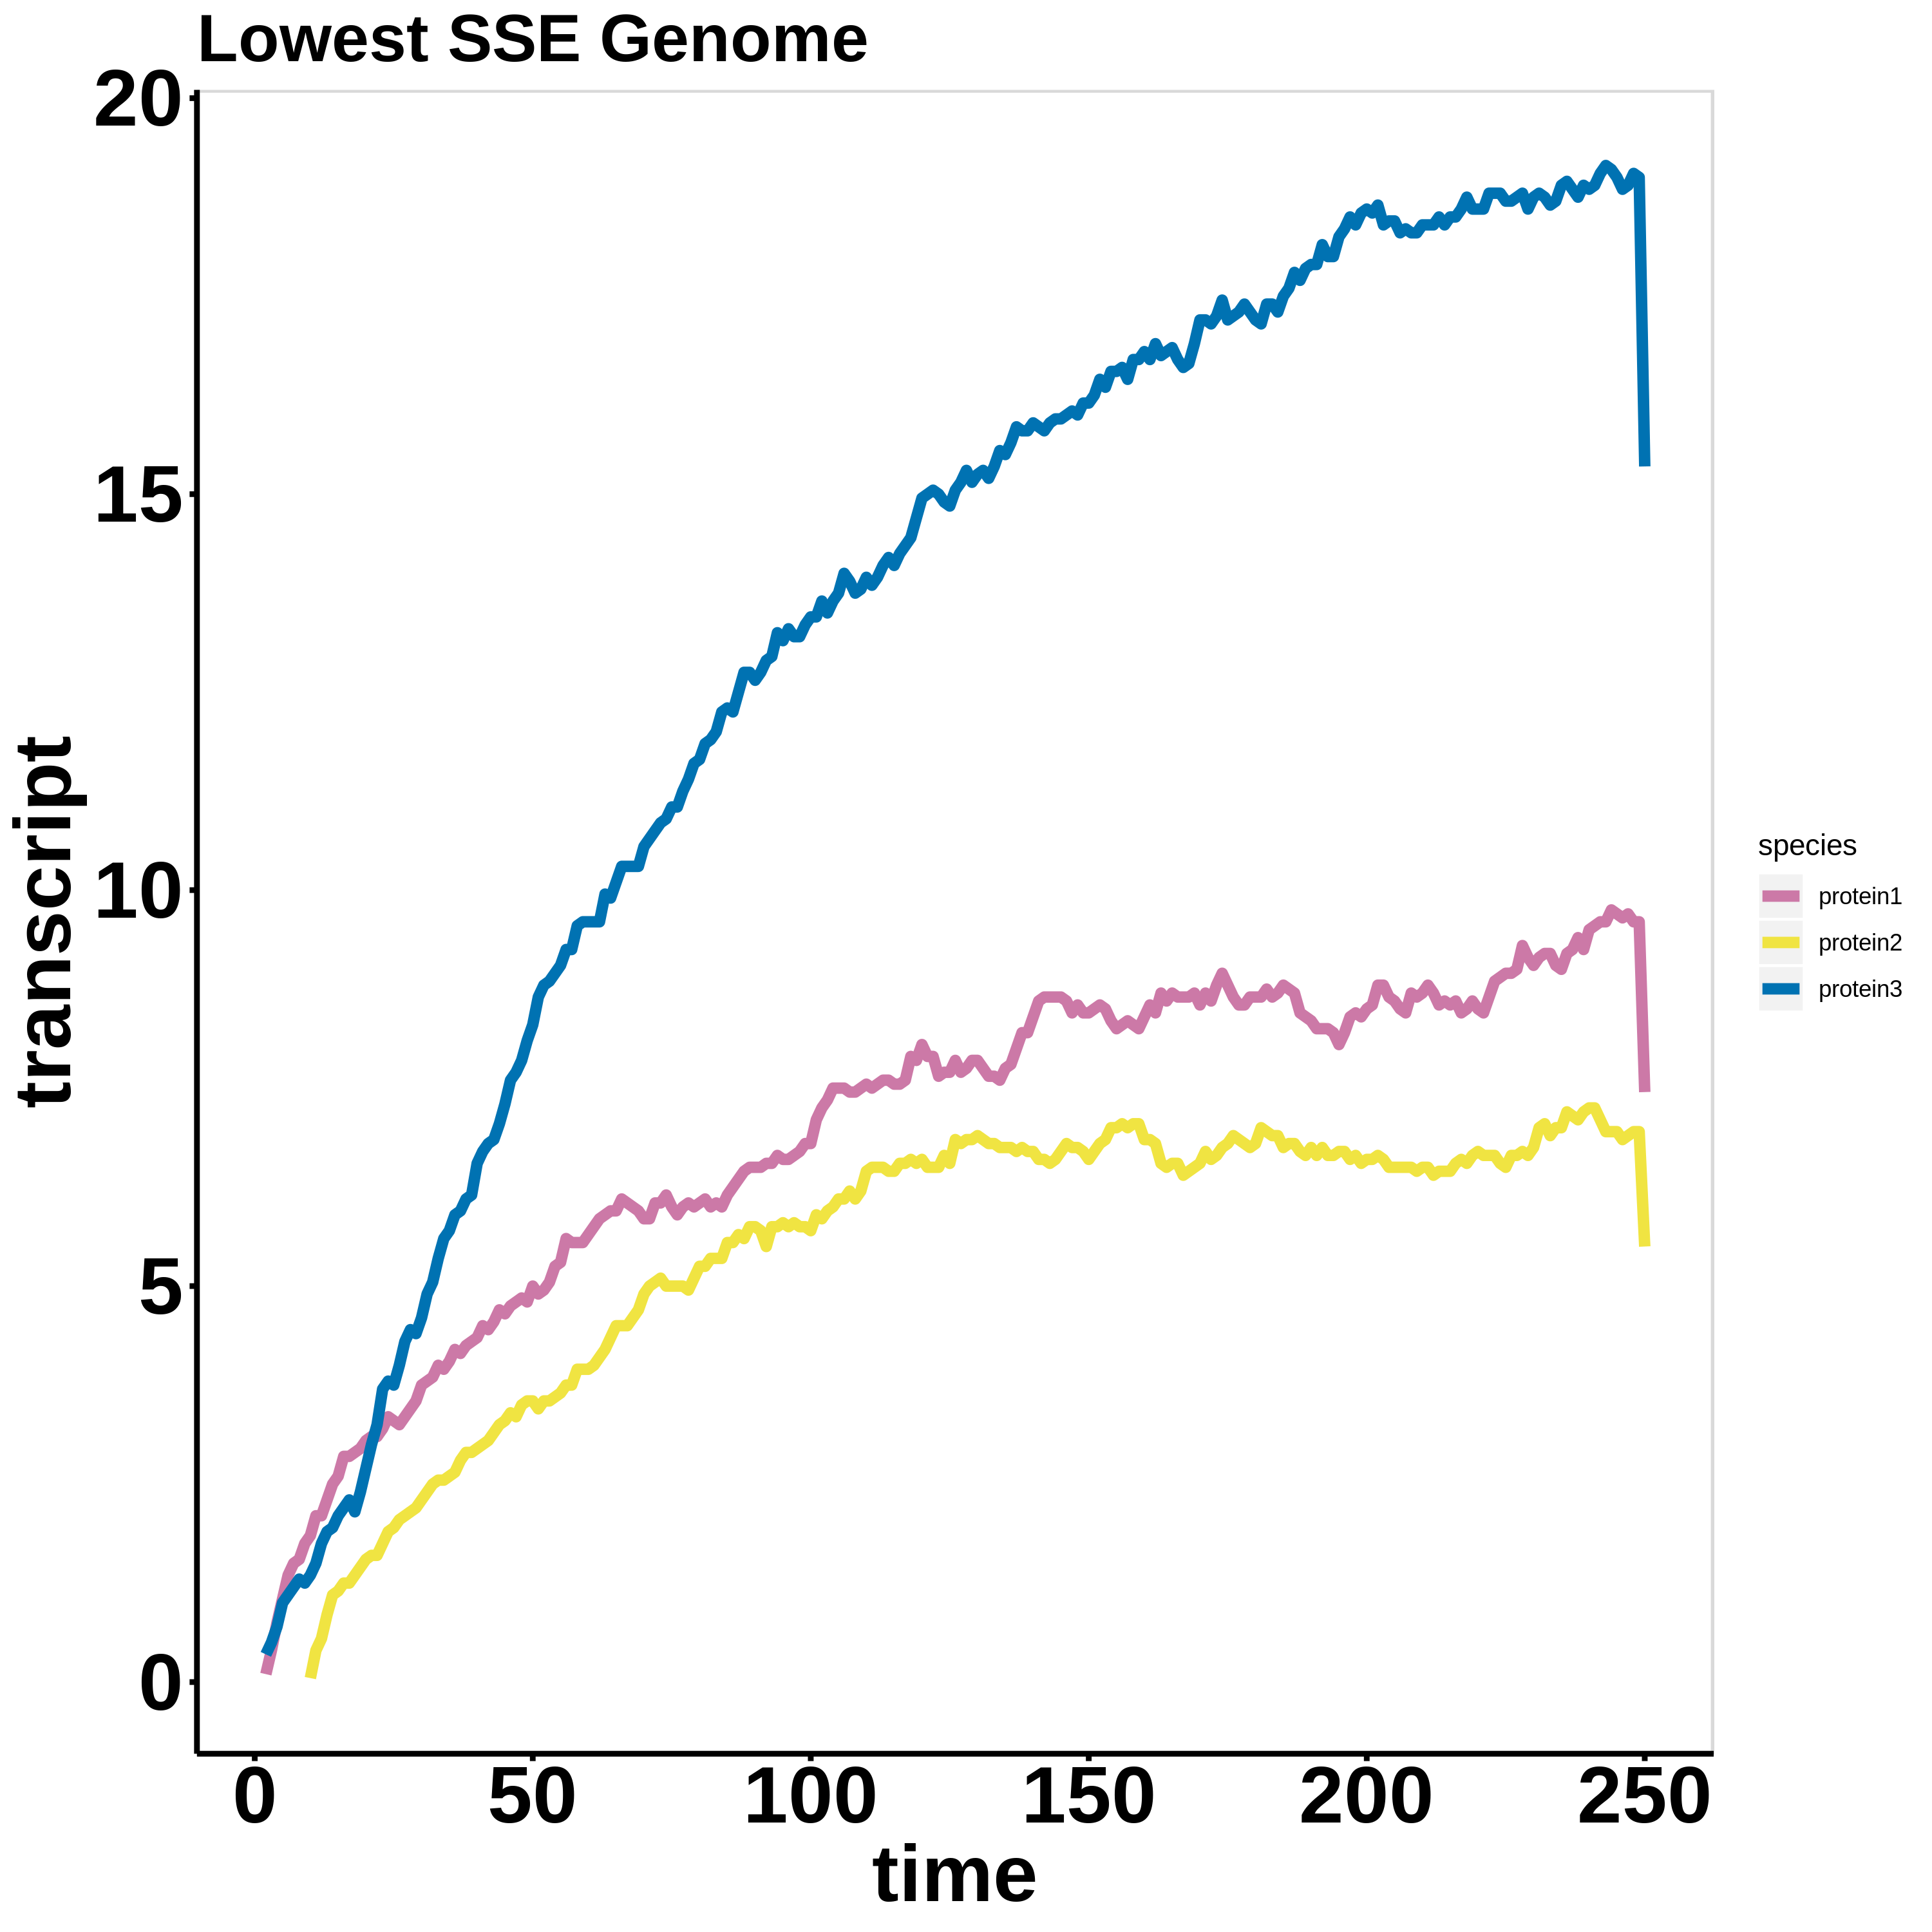 Lowest SSE Genome
20
15
10
5
0
transcript
0 50 100 150 200 250
time
species
protein1
protein2
protein3